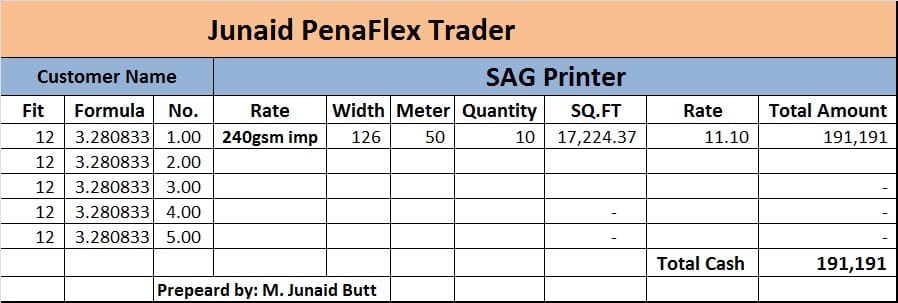 Junaid PenaFlex Trader
Customer Name SAG Printer
Fit Formula No. Rate Width Meter Quantity SQ.FT Rate Total Amount
12 3.280833 1.00 240gsm imp 126 50 10 17,224.37 11.10 191,191
12 3.280833 2.00
12 3.280833 3.00 -
12 3.280833 4.00 - -
12 3.280833 5.00 - -
Total Cash 191,191
Prepeard by: M. Junaid Butt